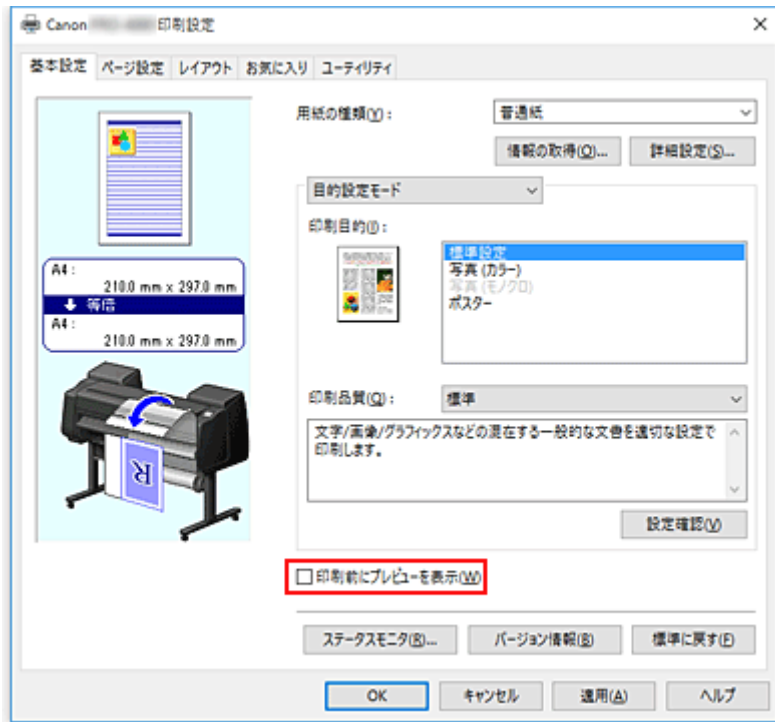 Canon 印刷設定
基本設定 ページ設定 レイアウト お気に入り ユーティリティ
用紙の種類(Y): 普通紙
情報の取得(O)... 詳細設定(S)...
目的設定モード
印刷目的(I):
標準設定
写真 (カラー)
写真 (モノクロ)
ポスター
A4:
210.0 mm x 297.0 mm
等倍
A4:
210.0 mm x 297.0 mm
印刷品質(Q): 標準
文字/画像/グラフィックスなどの混在する一般的な文書を適切な設定で
印刷します。
R
設定確認(V)
印刷前にプレビューを表示(W)
ステータスモニタ(R)... バージョン情報(B) 標準に戻す(F)
OK キャンセル 適用(A) ヘルプ